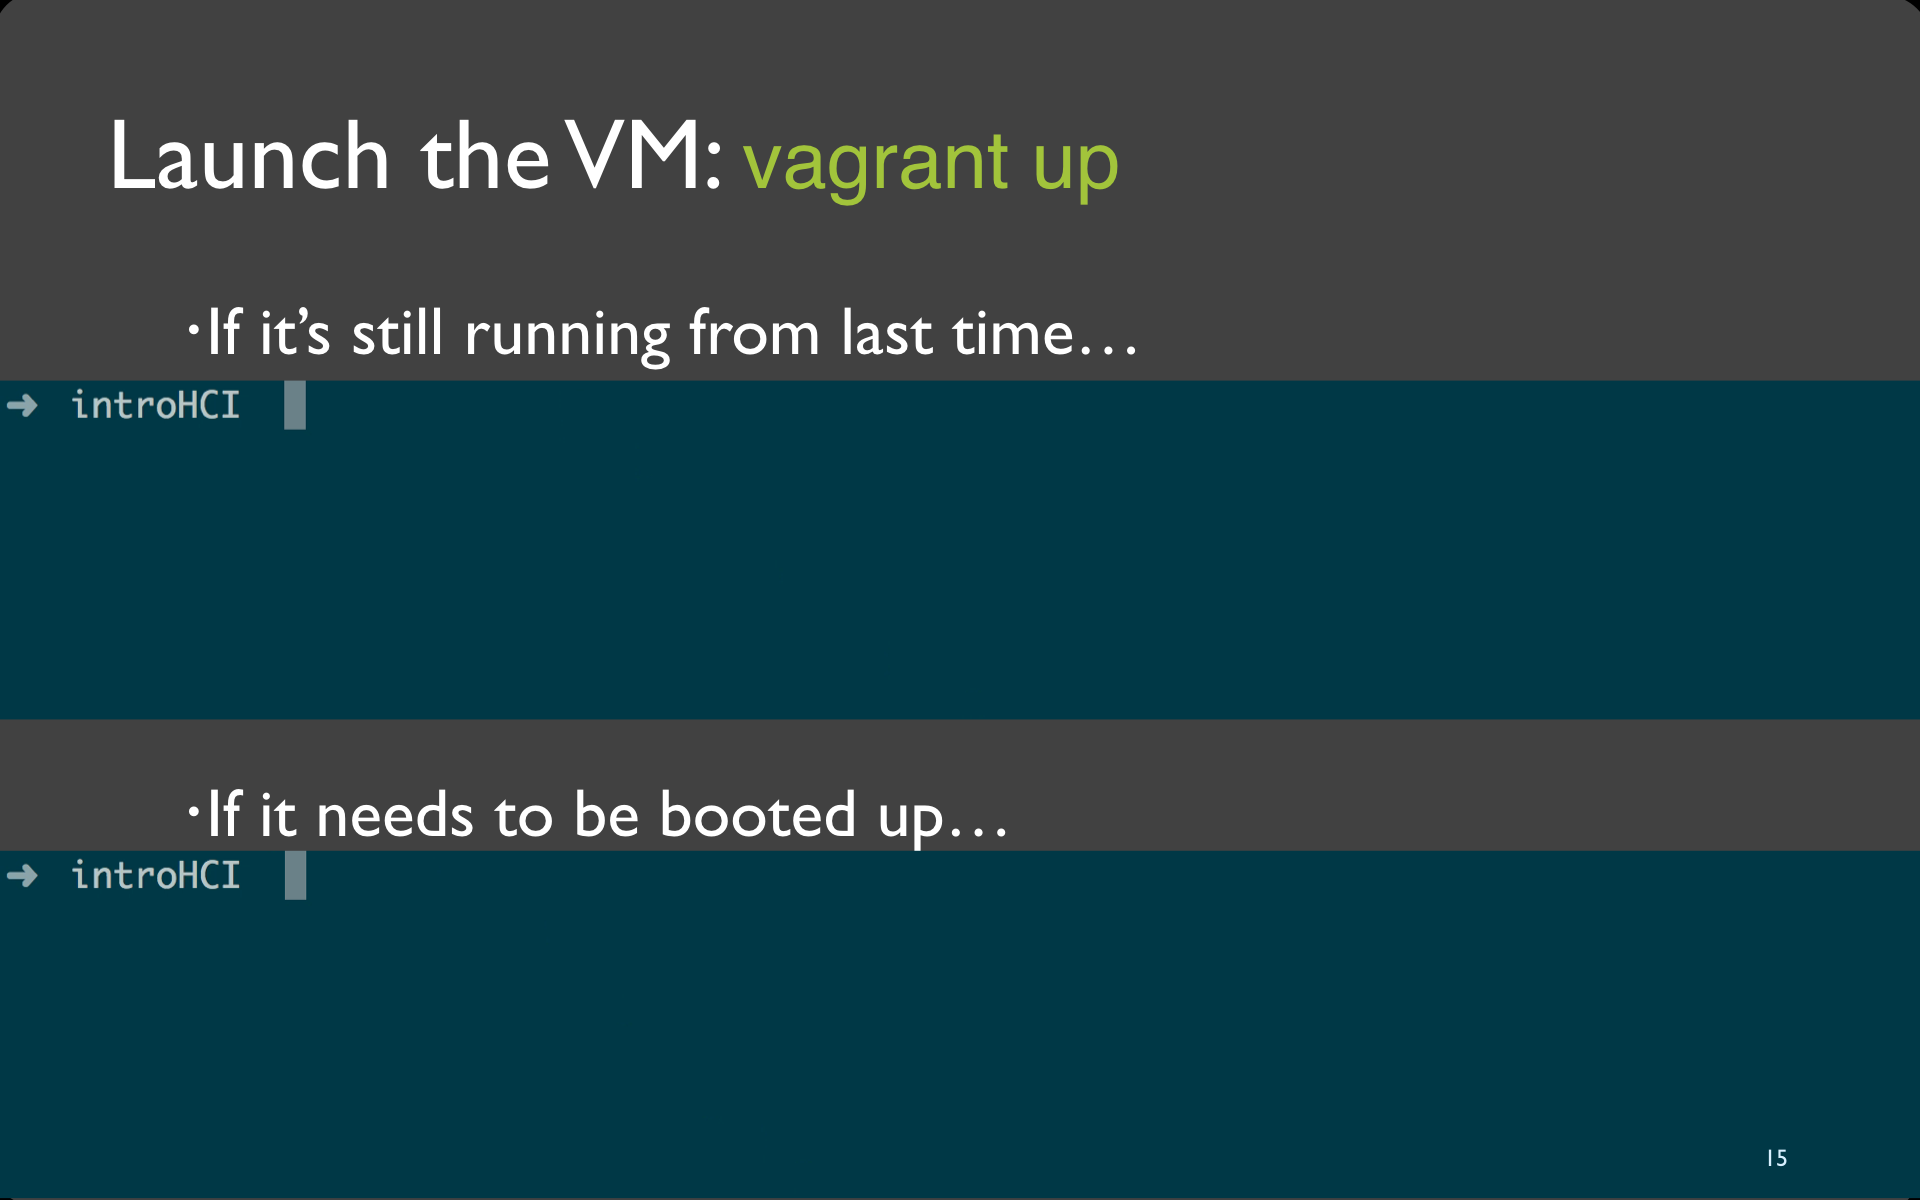 Launch the VM: vagrant up
·If it’s still running from last time…
➜ introHCI
·If it needs to be booted up…
➜ introHCI
15